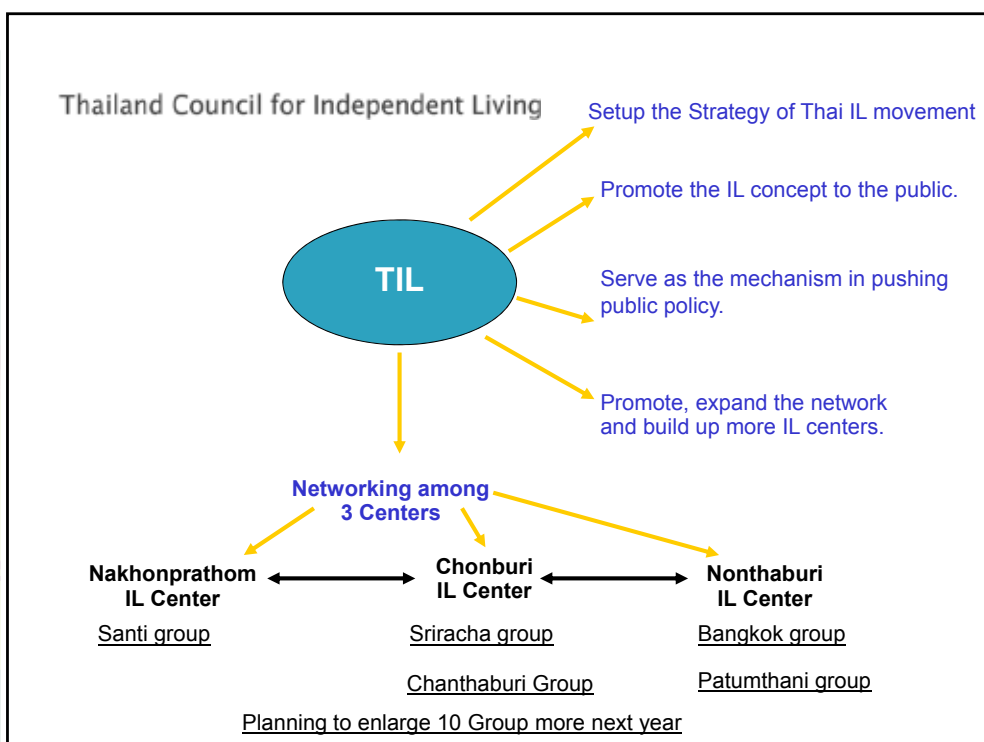 Thailand Council for Independent Living
Setup the Strategy of Thai IL movement
Promote the IL concept to the public.
TIL
Serve as the mechanism in pushing
public policy.
Promote, expand the network
and build up more IL centers.
Networking among
3 Centers
Nakhonprathom
IL Center
Chonburi
IL Center
Nonthaburi
IL Center
Santi group
Sriracha group
Bangkok group
Chanthaburi Group
Patumthani group
Planning to enlarge 10 Group more next year